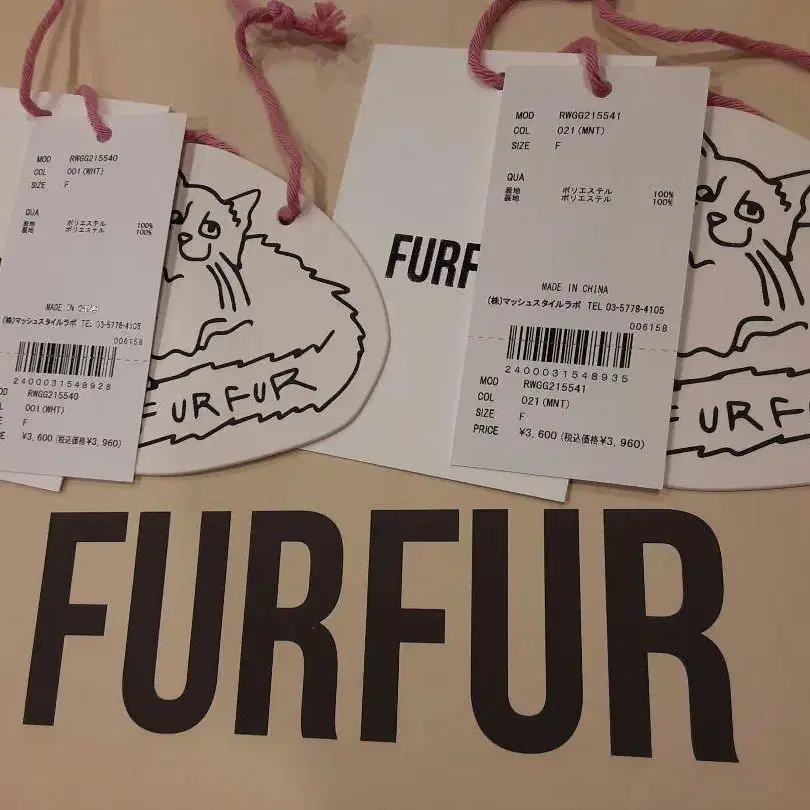 MOD RWGG215540
COL 001(WHT)
SIZE F
QUA
表地 ポリエステル 100%
裏地 ポリエステル 100%
MADE IN CHINA
(株)マッシュスタイルラボ TEL 03-5778-4105
006158
2400031548928
MOD RWGG215540
COL 001(WHT)
SIZE F
PRICE ¥3,600(税込価格¥3,960)
FURFUR
FURF
MOD RWGG215541
COL 021(MNT)
SIZE F
QUA
表地 ポリエステル 100%
裏地 ポリエステル 100%
MADE IN CHINA
(株)マッシュスタイルラボ TEL 03-5778-4105
006158
2400031548935
MOD RWGG215541
COL 021(MNT)
SIZE F
PRICE ¥3,600(税込価格¥3,960)
FURFU
FURFUR